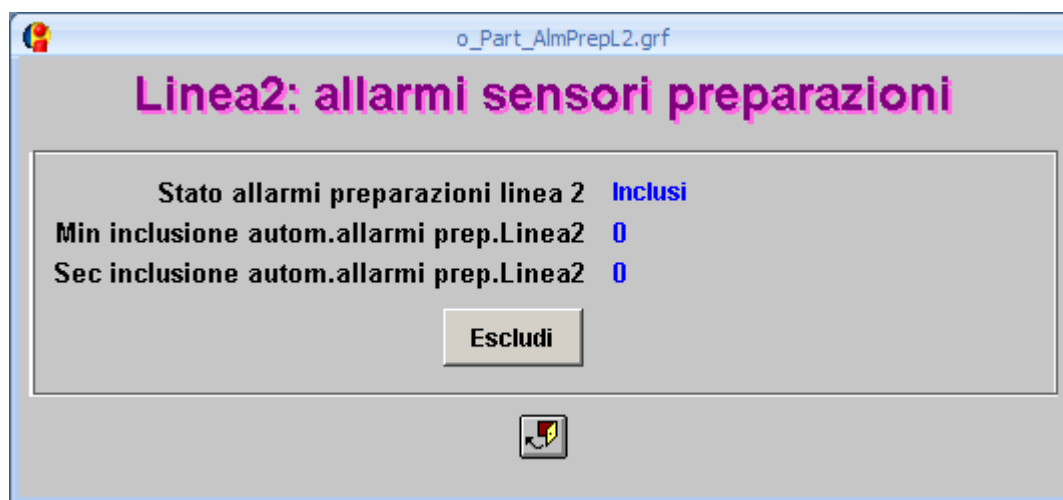 o_Part_AlmPrepL2.grf
Linea2: allarmi sensori preparazioni
Stato allarmi preparazioni linea 2 Inclusi
Min inclusione autom.allarmi prep.Linea2 0
Sec inclusione autom.allarmi prep.Linea2 0
Escludi